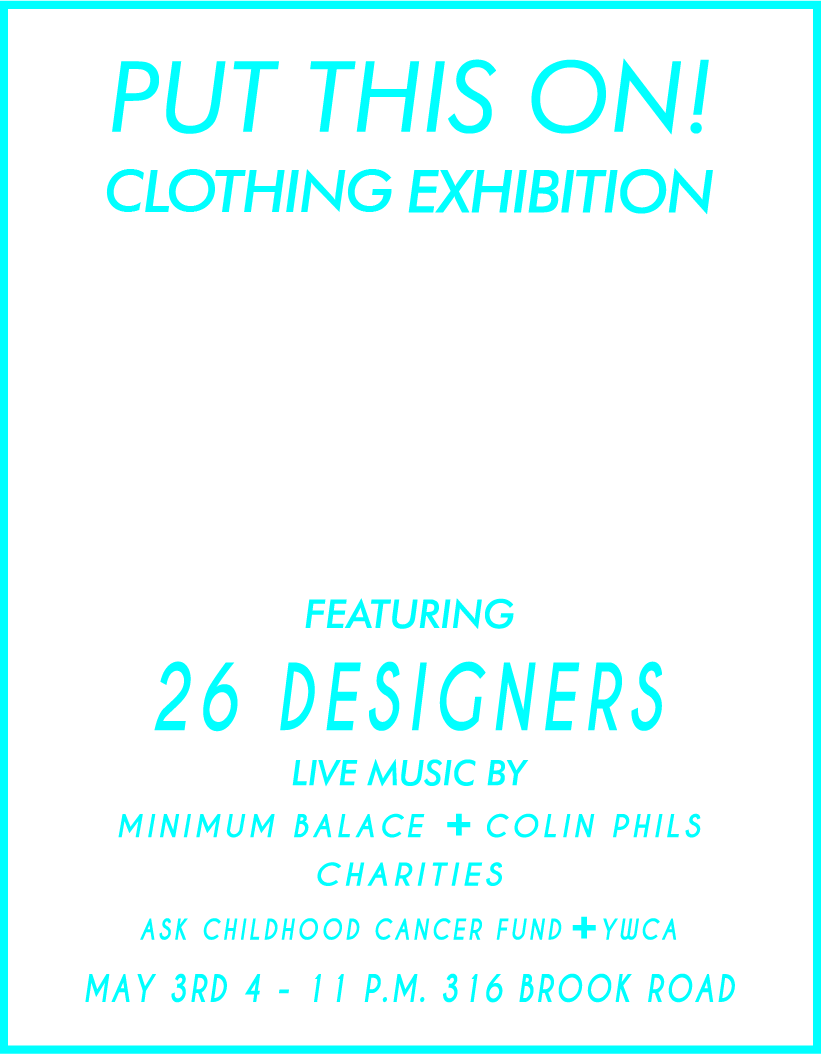 PUT THIS ON!
CLOTHING EXHIBITION
FEATURING
26 DESIGNERS
LIVE MUSIC BY
MINIMUM BALACE + COLIN PHILS
CHARITIES
ASK CHILDHOOD CANCER FUND + YWCA
MAY 3RD 4 - 11 P.M. 316 BROOK ROAD